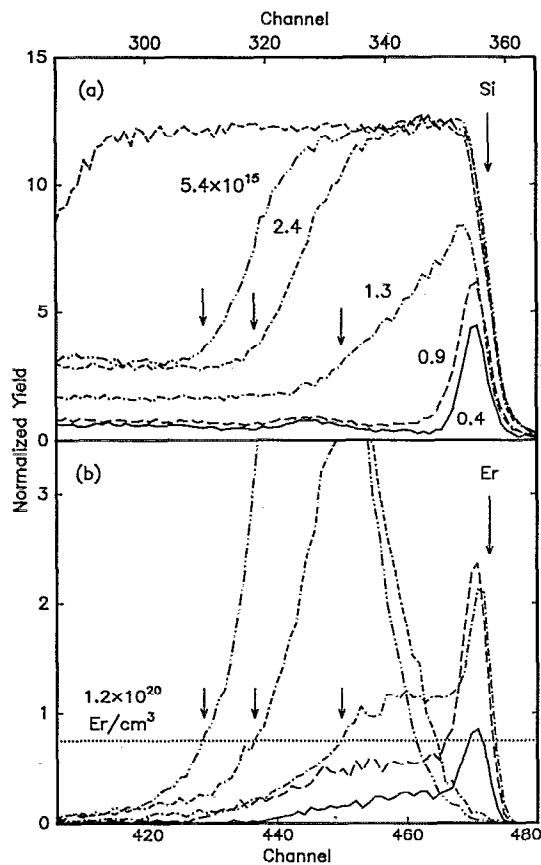 Channel
300 320 340 360
15
(a)
Si
5.4×10¹⁵
10
2.4
1.3
5
0.9
0.4
0
Normalized Yield
(b)
Er
3
2
1.2×10²⁰
Er/cm³
1
0
420 440 460 480
Channel